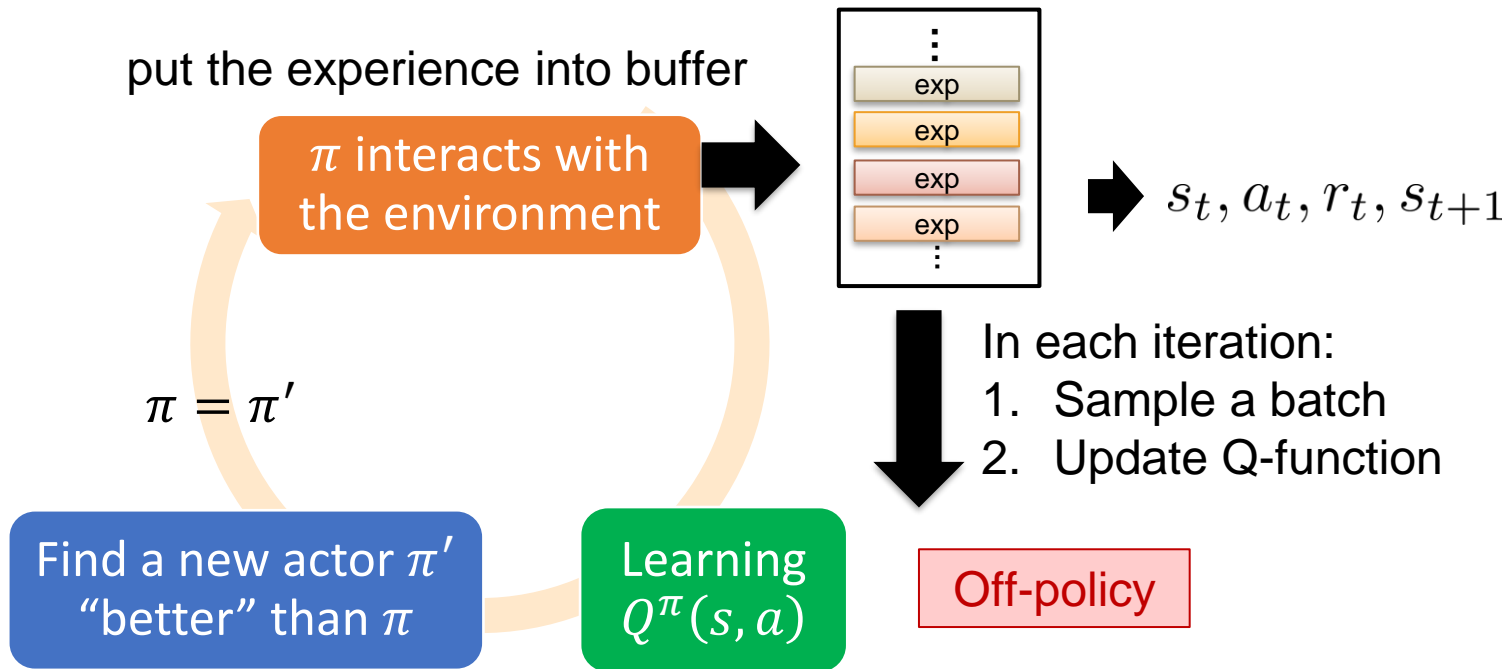 put the experience into buffer
π interacts with
the environment
⋮
exp
exp
exp
exp
⋮
s_t, a_t, r_t, s_{t+1}
In each iteration:
1. Sample a batch
2. Update Q-function
π = π′
Find a new actor π′
“better” than π
Learning
Q^π(s, a)
Off-policy